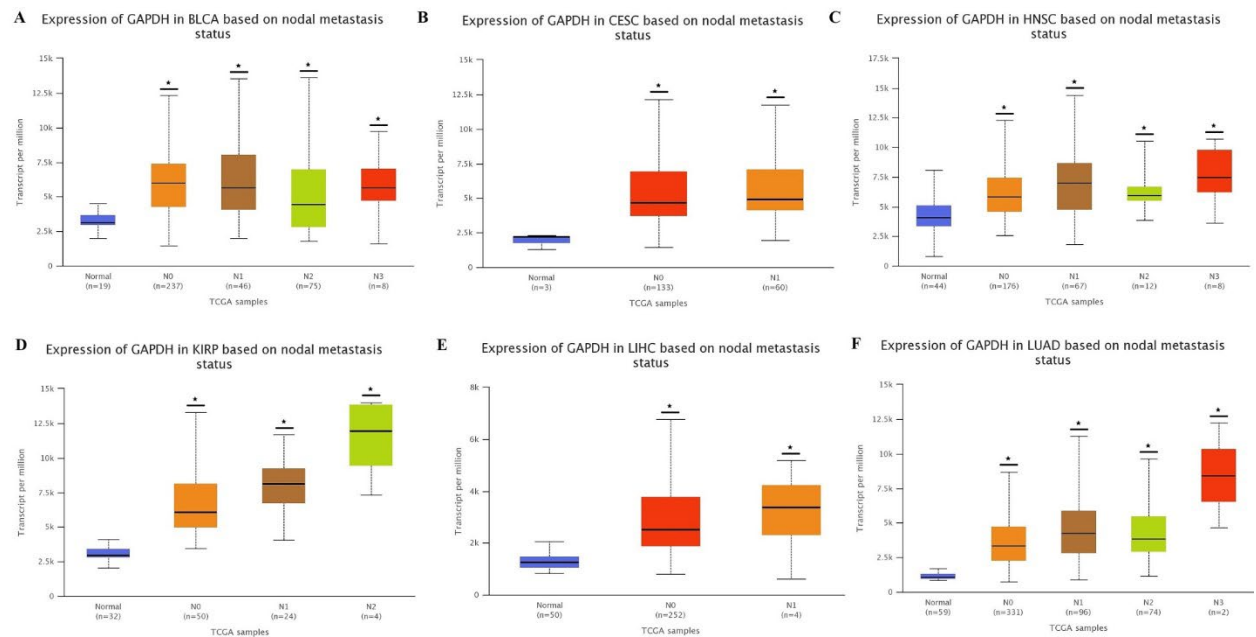 A
Expression of GAPDH in BLCA based on nodal metastasis
status
15k
12.5k
10k
7.5k
5k
2.5k
0
Transcript per million
*
*
*
*
Normal
(n=19)
N0
(n=237)
N1
(n=46)
N2
(n=75)
N3
(n=8)
TCGA samples
B
Expression of GAPDH in CESC based on nodal metastasis
status
15k
12.5k
10k
7.5k
5k
2.5k
0
Transcript per million
*
*
Normal
(n=3)
N0
(n=133)
N1
(n=60)
TCGA samples
C
Expression of GAPDH in HNSC based on nodal metastasis
status
17.5k
15k
12.5k
10k
7.5k
5k
2.5k
0
Transcript per million
*
*
*
*
Normal
(n=44)
N0
(n=176)
N1
(n=67)
N2
(n=12)
N3
(n=8)
TCGA samples
D
Expression of GAPDH in KIRP based on nodal metastasis
status
15k
12.5k
10k
7.5k
5k
2.5k
0
Transcript per million
*
*
*
Normal
(n=32)
N0
(n=50)
N1
(n=24)
N2
(n=4)
TCGA samples
E
Expression of GAPDH in LIHC based on nodal metastasis
status
8k
6k
4k
2k
0
Transcript per million
*
*
Normal
(n=50)
N0
(n=252)
N1
(n=4)
TCGA samples
F
Expression of GAPDH in LUAD based on nodal metastasis
status
15k
12.5k
10k
7.5k
5k
2.5k
0
Transcript per million
*
*
*
*
Normal
(n=59)
N0
(n=331)
N1
(n=96)
N2
(n=74)
N3
(n=2)
TCGA samples